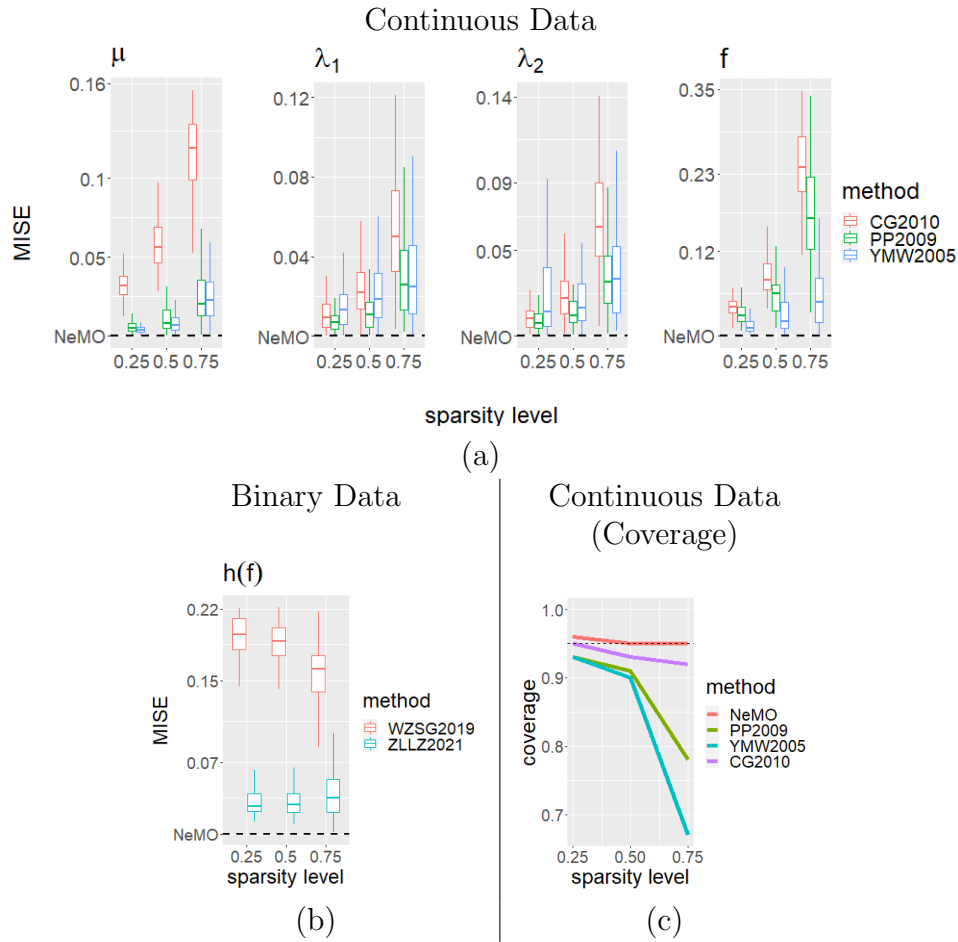 Continuous Data
μ
λ1
λ2
f
MISE
0.16
0.1
0.05
NeMO
0.25 0.5 0.75
0.12
0.08
0.04
NeMO
0.25 0.5 0.75
0.14
0.09
0.05
NeMO
0.25 0.5 0.75
0.35
0.23
0.12
NeMO
0.25 0.5 0.75
method
CG2010
PP2009
YMW2005
sparsity level
(a)
Binary Data
h(f)
MISE
0.22
0.15
0.07
NeMO
0.25 0.5 0.75
sparsity level
method
WZSG2019
ZLLZ2021
(b)
Continuous Data
(Coverage)
coverage
1.0
0.9
0.8
0.7
0.25 0.50 0.75
sparsity level
method
NeMO
PP2009
YMW2005
CG2010
(c)